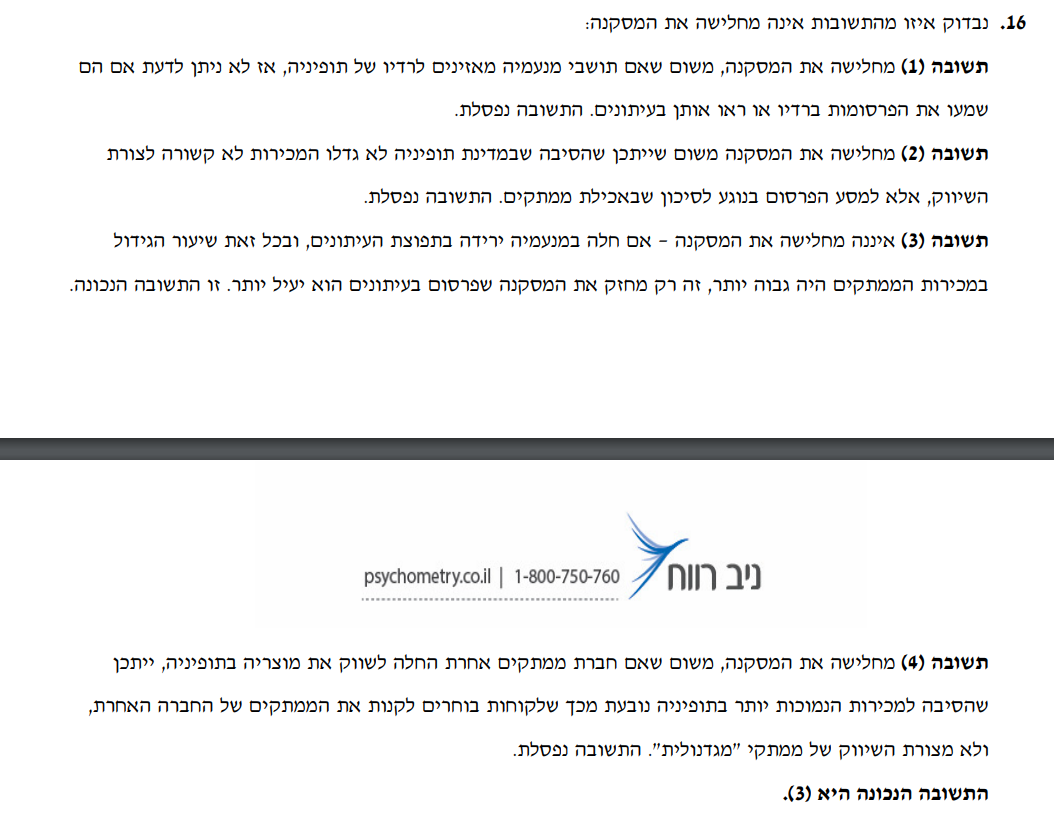 16. נבדוק איזו מהתשובות אינה מחלישה את המסקנה:
תשובה (1) מחלישה את המסקנה, משום שאם תושבי מנעמיה מאזינים לרדיו של תופיניה, אז לא ניתן לדעת אם הם
שמעו את הפרסומות ברדיו או ראו אותן בעיתונים. התשובה נפסלת.
תשובה (2) מחלישה את המסקנה משום שייתכן שהסיבה שבמדינת תופיניה לא גדלו המכירות לא קשורה לצורת
השיווק, אלא למסע הפרסום בנוגע לסיכון שבאכילת ממתקים. התשובה נפסלת.
תשובה (3) איננה מחלישה את המסקנה – אם חלה במנעמיה ירידה בתפוצת העיתונים, ובכל זאת שיעור הגידול
במכירות הממתקים היה גבוה יותר, זה רק מחזק את המסקנה שפרסום בעיתונים הוא יעיל יותר. זו התשובה הנכונה.
ניב רווח
psychometry.co.il | 1-800-750-760
תשובה (4) מחלישה את המסקנה, משום שאם חברת ממתקים אחרת החלה לשווק את מוצריה בתופיניה, ייתכן
שהסיבה למכירות הנמוכות יותר בתופיניה נובעת מכך שלקוחות בוחרים לקנות את הממתקים של החברה האחרת,
ולא מצורת השיווק של ממתקי "מגדנולית". התשובה נפסלת.
התשובה הנכונה היא (3).